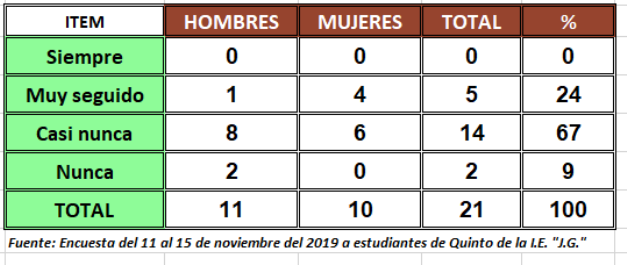 ITEM HOMBRES MUJERES TOTAL %
Siempre 0 0 0 0
Muy seguido 1 4 5 24
Casi nunca 8 6 14 67
Nunca 2 0 2 9
TOTAL 11 10 21 100
Fuente: Encuesta del 11 al 15 de noviembre del 2019 a estudiantes de Quinto de la I.E. "J.G."